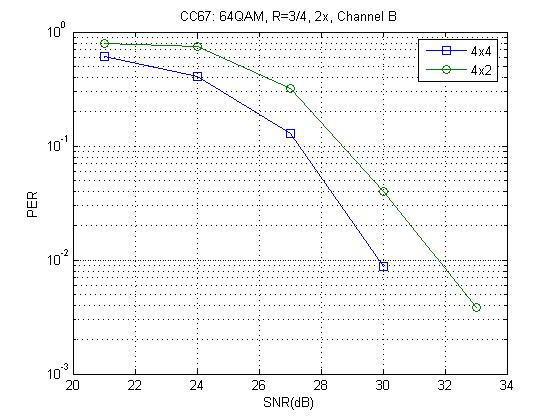 CC67: 64QAM, R=3/4, 2x, Channel B
10^0
4x4
4x2
10^-1
PER
10^-2
10^-3
20 22 24 26 28 30 32 34
SNR(dB)